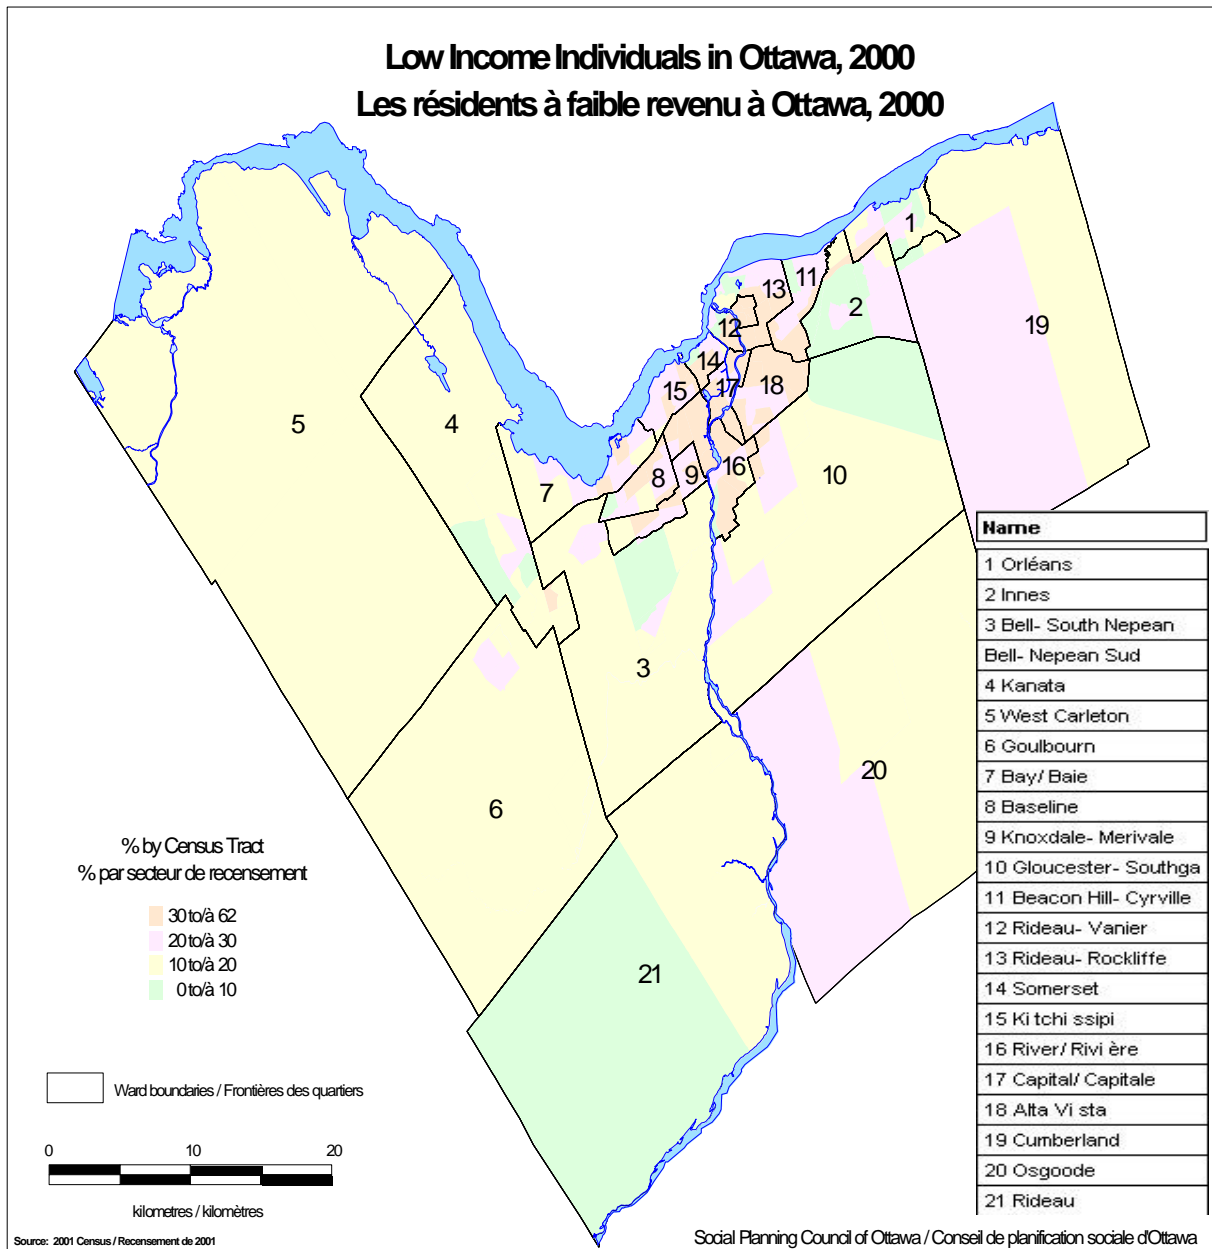 Low Income Individuals in Ottawa, 2000
Les résidents à faible revenu à Ottawa, 2000
1
11
13
2
12
19
14
15
17
18
5
4
16
10
8
9
7
3
20
6
21
Name
1 Orléans
2 Innes
3 Bell- South Nepean
Bell- Nepean Sud
4 Kanata
5 West Carleton
6 Goulbourn
7 Bay/ Baie
8 Baseline
9 Knoxdale- Merivale
10 Gloucester- Southga
11 Beacon Hill- Cyrville
12 Rideau- Vanier
13 Rideau- Rockliffe
14 Somerset
15 Ki tchi ssipi
16 River/ Rivi ère
17 Capital/ Capitale
18 Alta Vi sta
19 Cumberland
20 Osgoode
21 Rideau
% by Census Tract
% par secteur de recensement
30 to/à 62
20 to/à 30
10 to/à 20
0 to/à 10
Ward boundaries / Frontières des quartiers
0 10 20
kilometres / kilomètres
Source: 2001 Census / Recensement de 2001
Social Planning Council of Ottawa / Conseil de planification sociale d'Ottawa